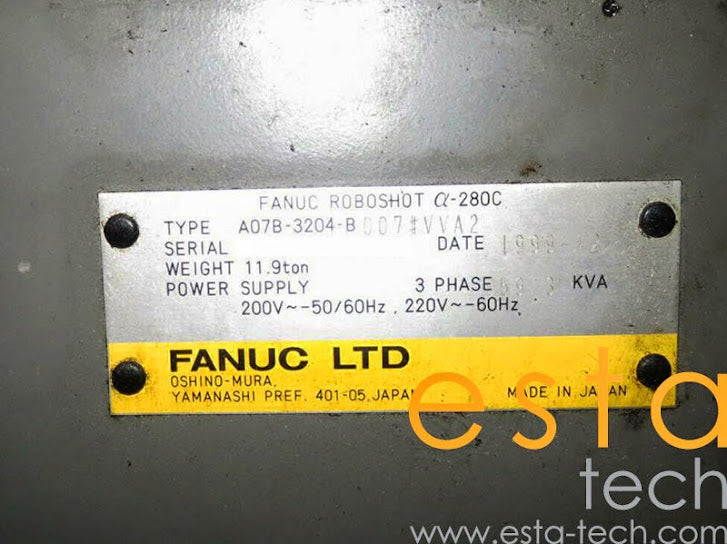 FANUC ROBOSHOT α-280C
TYPE A07B-3204-B 007#VVA2
SERIAL DATE 1999
WEIGHT 11.9ton
POWER SUPPLY 3 PHASE KVA
200V~-50/60Hz , 220V~-60Hz
FANUC LTD
OSHINO-MURA,
YAMANASHI PREF. 401-05, JAPAN
MADE IN JAPAN
esta
tech
www.esta-tech.com